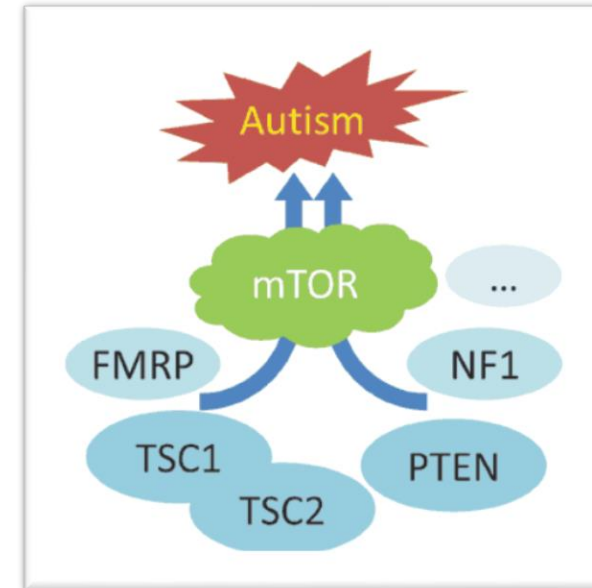 Autism
mTOR
...
FMRP
NF1
TSC1
PTEN
TSC2